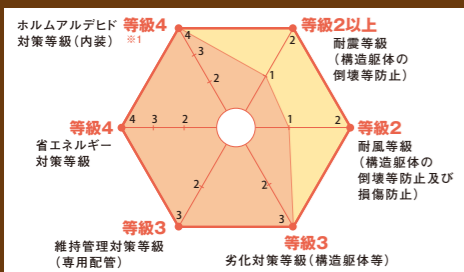 ホルムアルデヒド
対策等級(内装)
等級4
※1
等級2以上
耐震等級
(構造躯体の
倒壊等防止)
4
3
2
2
1
等級4
省エネルギー
対策等級
4 3 2
1 2
等級2
耐風等級
(構造躯体の
倒壊等防止及び
損傷防止)
2
3
2
3
等級3
維持管理対策等級
(専用配管)
等級3
劣化対策等級(構造躯体等)